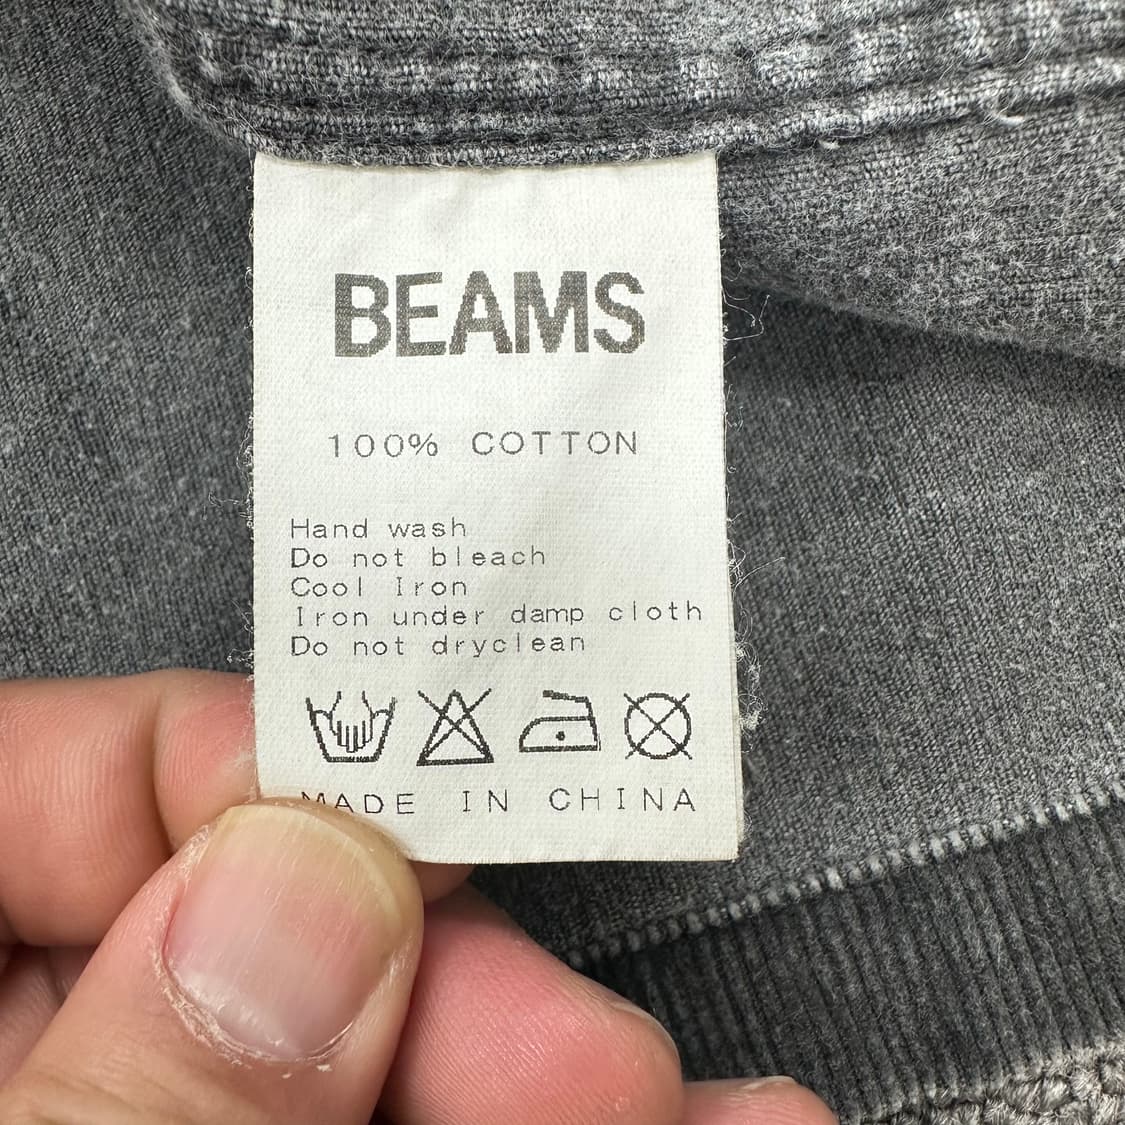 BEAMS
100% COTTON
Hand wash
Do not bleach
Cool Iron
Iron under damp cloth
Do not dryclean
MADE IN CHINA